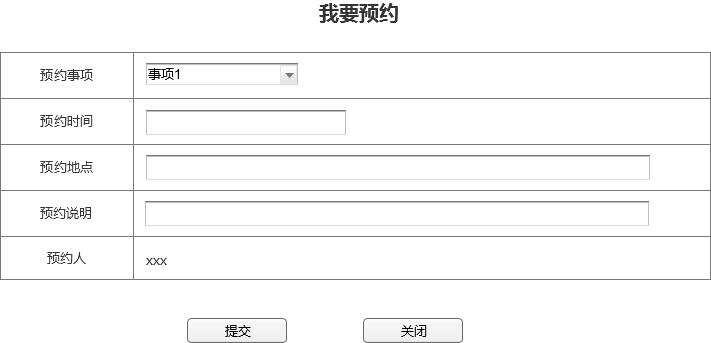 我要预约
预约事项 事项1
预约时间
预约地点
预约说明
预约人 xxx
提交 关闭